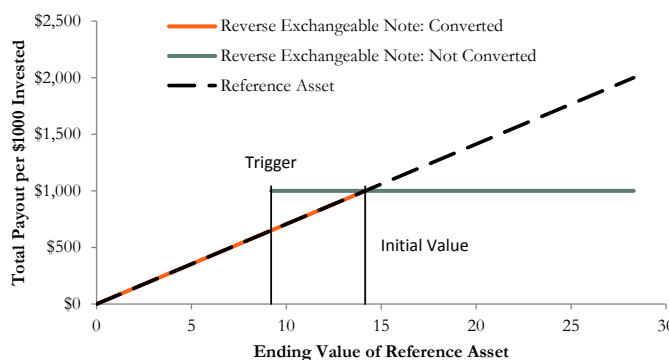 $2,500
$2,000
$1,500
$1,000
$500
$0
Total Payout per $1000 Invested
Reverse Exchangeable Note: Converted
Reverse Exchangeable Note: Not Converted
Reference Asset
Trigger
Initial Value
0 5 10 15 20 25 30
Ending Value of Reference Asset